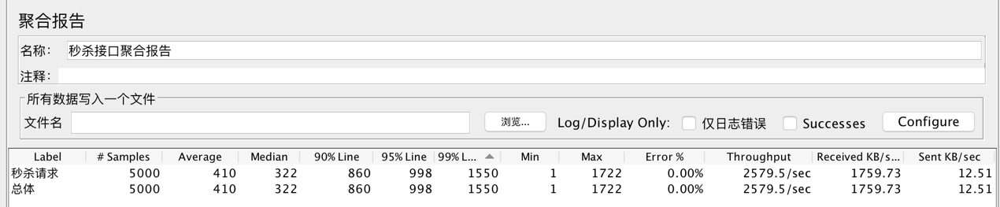 聚合报告
名称： 秒杀接口聚合报告
注释：
所有数据写入一个文件
文件名 浏览... Log/Display Only: 仅日志错误 Successes Configure
Label # Samples Average Median 90% Line 95% Line 99% L... Min Max Error % Throughput Received KB/s... Sent KB/sec
秒杀请求 5000 410 322 860 998 1550 1 1722 0.00% 2579.5/sec 1759.73 12.51
总体 5000 410 322 860 998 1550 1 1722 0.00% 2579.5/sec 1759.73 12.51